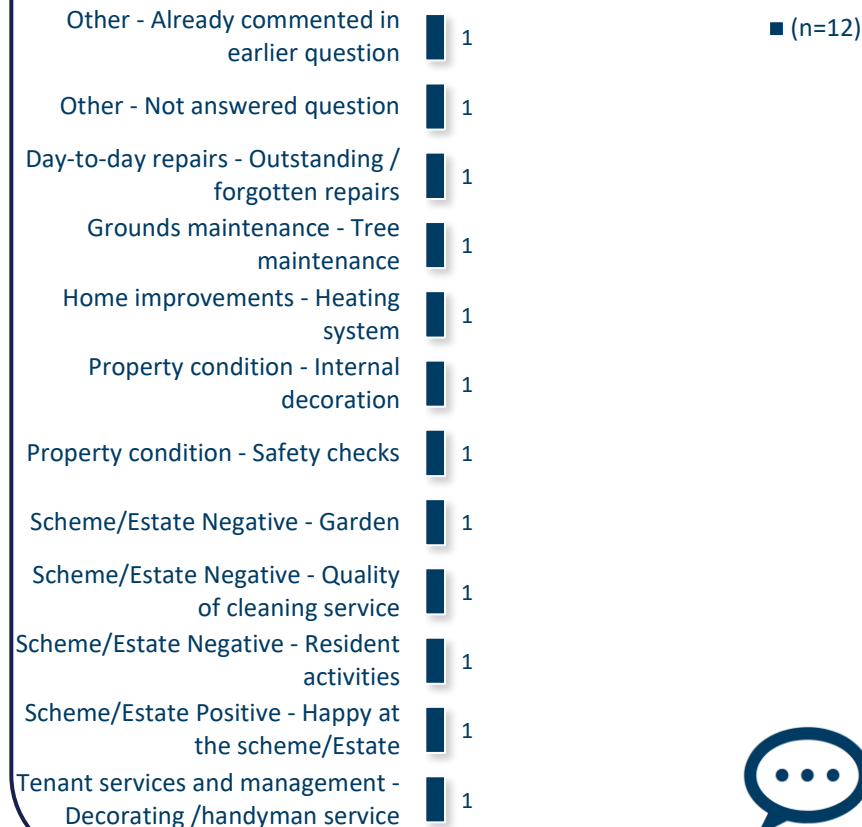 Other - Already commented in
earlier question
1
(n=12)
Other - Not answered question
1
Day-to-day repairs - Outstanding /
forgotten repairs
1
Grounds maintenance - Tree
maintenance
1
Home improvements - Heating
system
1
Property condition - Internal
decoration
1
Property condition - Safety checks
1
Scheme/Estate Negative - Garden
1
Scheme/Estate Negative - Quality
of cleaning service
1
Scheme/Estate Negative - Resident
activities
1
Scheme/Estate Positive - Happy at
the scheme/Estate
1
Tenant services and management -
Decorating /handyman service
1